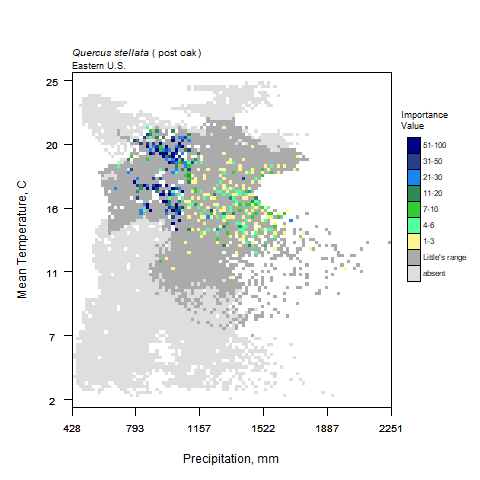 Quercus stellata ( post oak )
Eastern U.S.
25
20
16
11
7
2
Mean Temperature, C
428 793 1157 1522 1887 2251
Precipitation, mm
Importance
Value
51-100
31-50
21-30
11-20
7-10
4-6
1-3
Little's range
absent